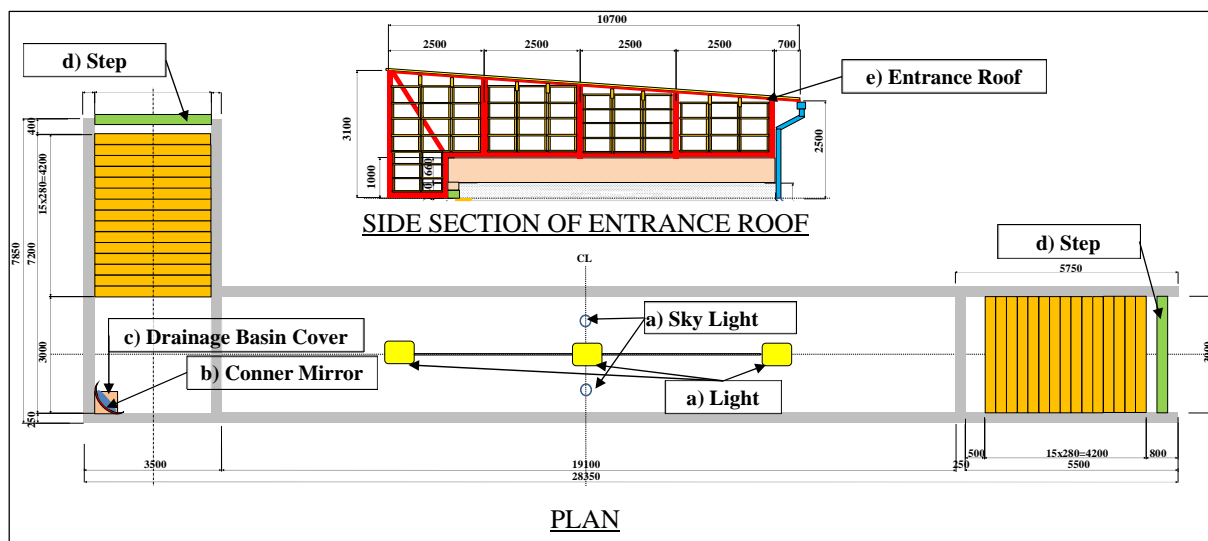 10700
2500
2500
2500
2500
700
d) Step
e) Entrance Roof
3100
1000
660
2500
SIDE SECTION OF ENTRANCE ROOF
400
15x280=4200
7850
7200
CL
d) Step
5750
a) Sky Light
c) Drainage Basin Cover
b) Conner Mirror
a) Light
3000
250
3500
19100
28350
250
500
15x280=4200
800
5500
PLAN